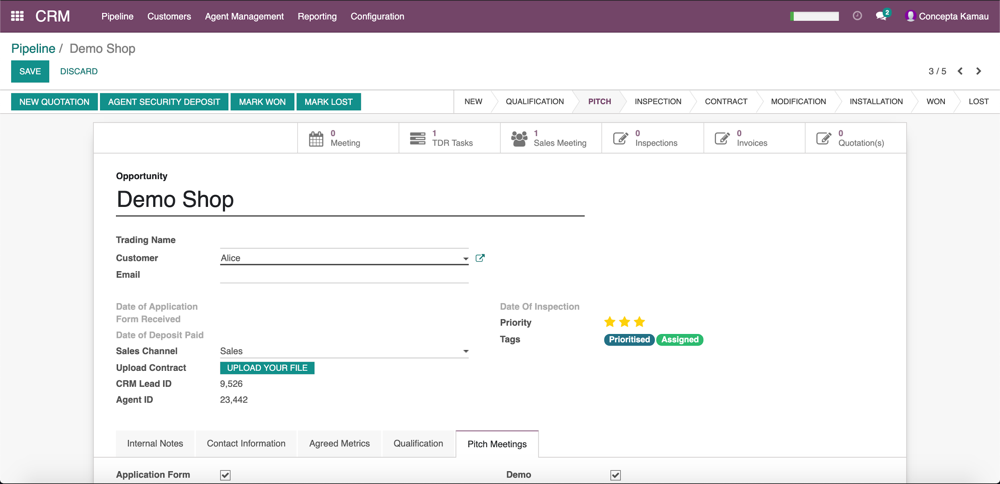 CRM Pipeline Customers Agent Management Reporting Configuration 2 Concepta Kamau
Pipeline / Demo Shop
SAVE DISCARD 3 / 5
NEW QUOTATION AGENT SECURITY DEPOSIT MARK WON MARK LOST NEW QUALIFICATION PITCH INSPECTION CONTRACT MODIFICATION INSTALLATION WON LOST
0 Meeting
1 TDR Tasks
1 Sales Meeting
0 Inspections
0 Invoices
0 Quotation(s)
Opportunity
Demo Shop
Trading Name
Customer Alice
Email
Date of Application
Form Received
Date of Deposit Paid
Sales Channel Sales
Upload Contract UPLOAD YOUR FILE
CRM Lead ID 9,526
Agent ID 23,442
Date Of Inspection
Priority
Tags Prioritised Assigned
Internal Notes Contact Information Agreed Metrics Qualification Pitch Meetings
Application Form Demo